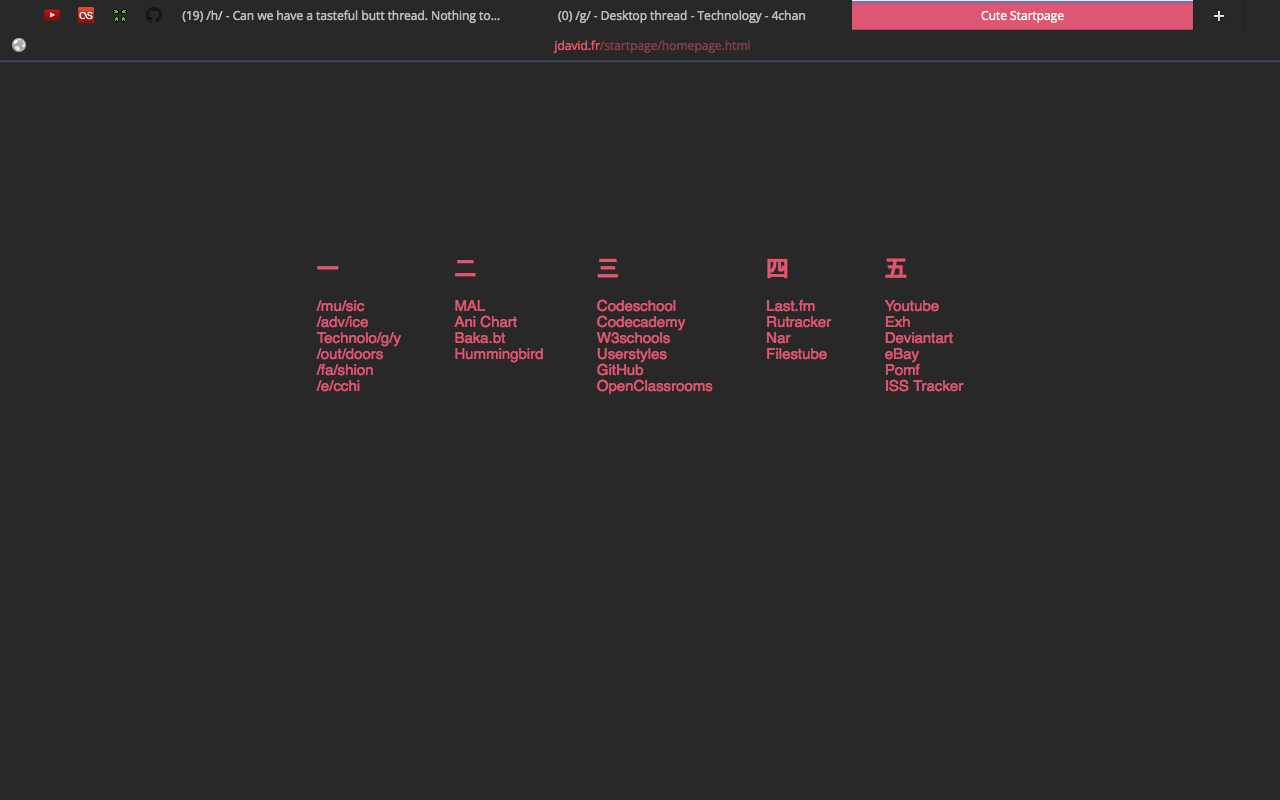 (19) /h/ - Can we have a tasteful butt thread. Nothing to...
(0) /g/ - Desktop thread - Technology - 4chan
Cute Startpage
jdavid.fr/startpage/homepage.html
一
/mu/sic
/adv/ice
Technolo/g/y
/out/doors
/fa/shion
/e/cchi
二
MAL
Ani Chart
Baka.bt
Hummingbird
三
Codeschool
Codecademy
W3schools
Userstyles
GitHub
OpenClassrooms
四
Last.fm
Rutracker
Nar
Filestube
五
Youtube
Exh
Deviantart
eBay
Pomf
ISS Tracker